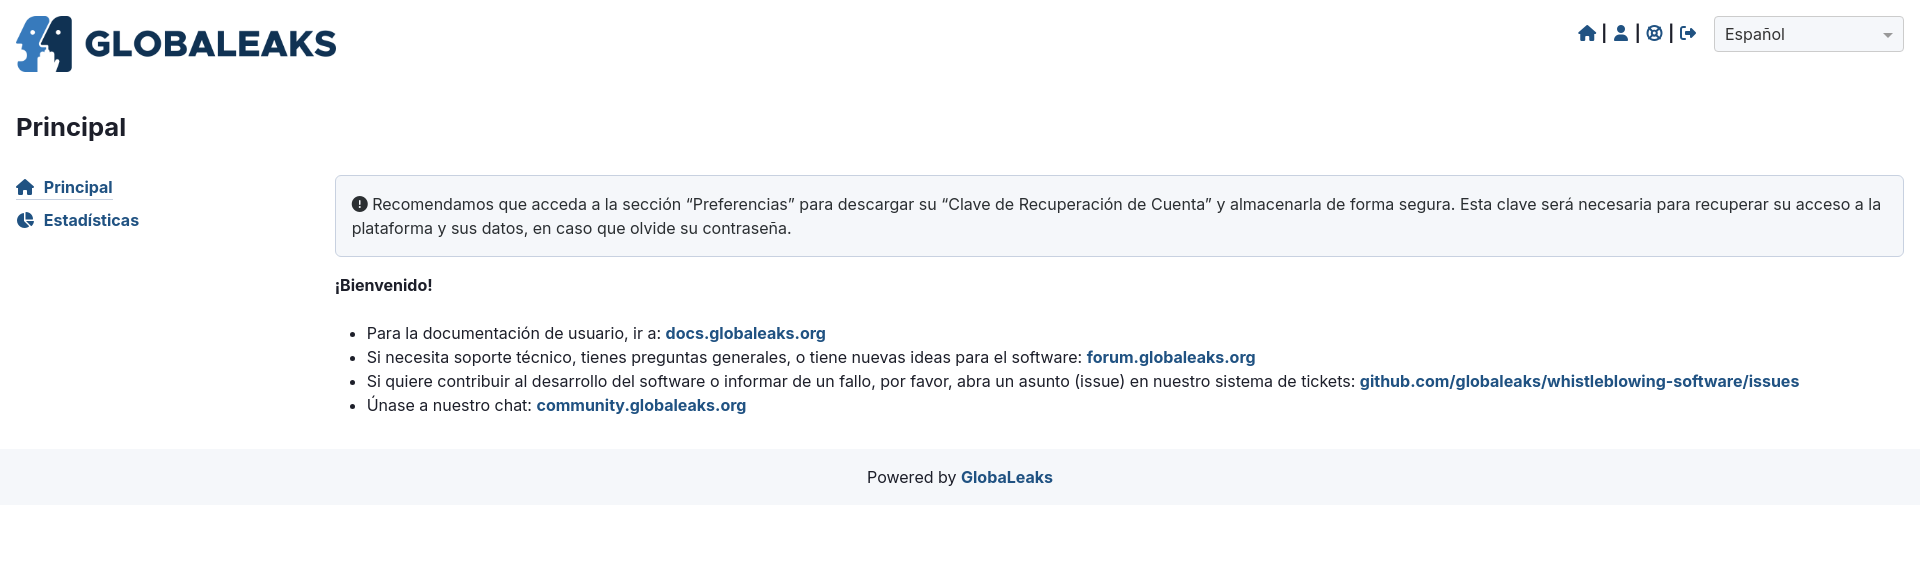 GLOBALEAKS
Español
Principal
Principal
Estadísticas
Recomendamos que acceda a la sección “Preferencias” para descargar su “Clave de Recuperación de Cuenta” y almacenarla de forma segura. Esta clave será necesaria para recuperar su acceso a la
plataforma y sus datos, en caso que olvide su contraseña.
¡Bienvenido!
• Para la documentación de usuario, ir a: docs.globaleaks.org
• Si necesita soporte técnico, tienes preguntas generales, o tiene nuevas ideas para el software: forum.globaleaks.org
• Si quiere contribuir al desarrollo del software o informar de un fallo, por favor, abra un asunto (issue) en nuestro sistema de tickets: github.com/globaleaks/whistleblowing-software/issues
• Únase a nuestro chat: community.globaleaks.org
Powered by GlobaLeaks